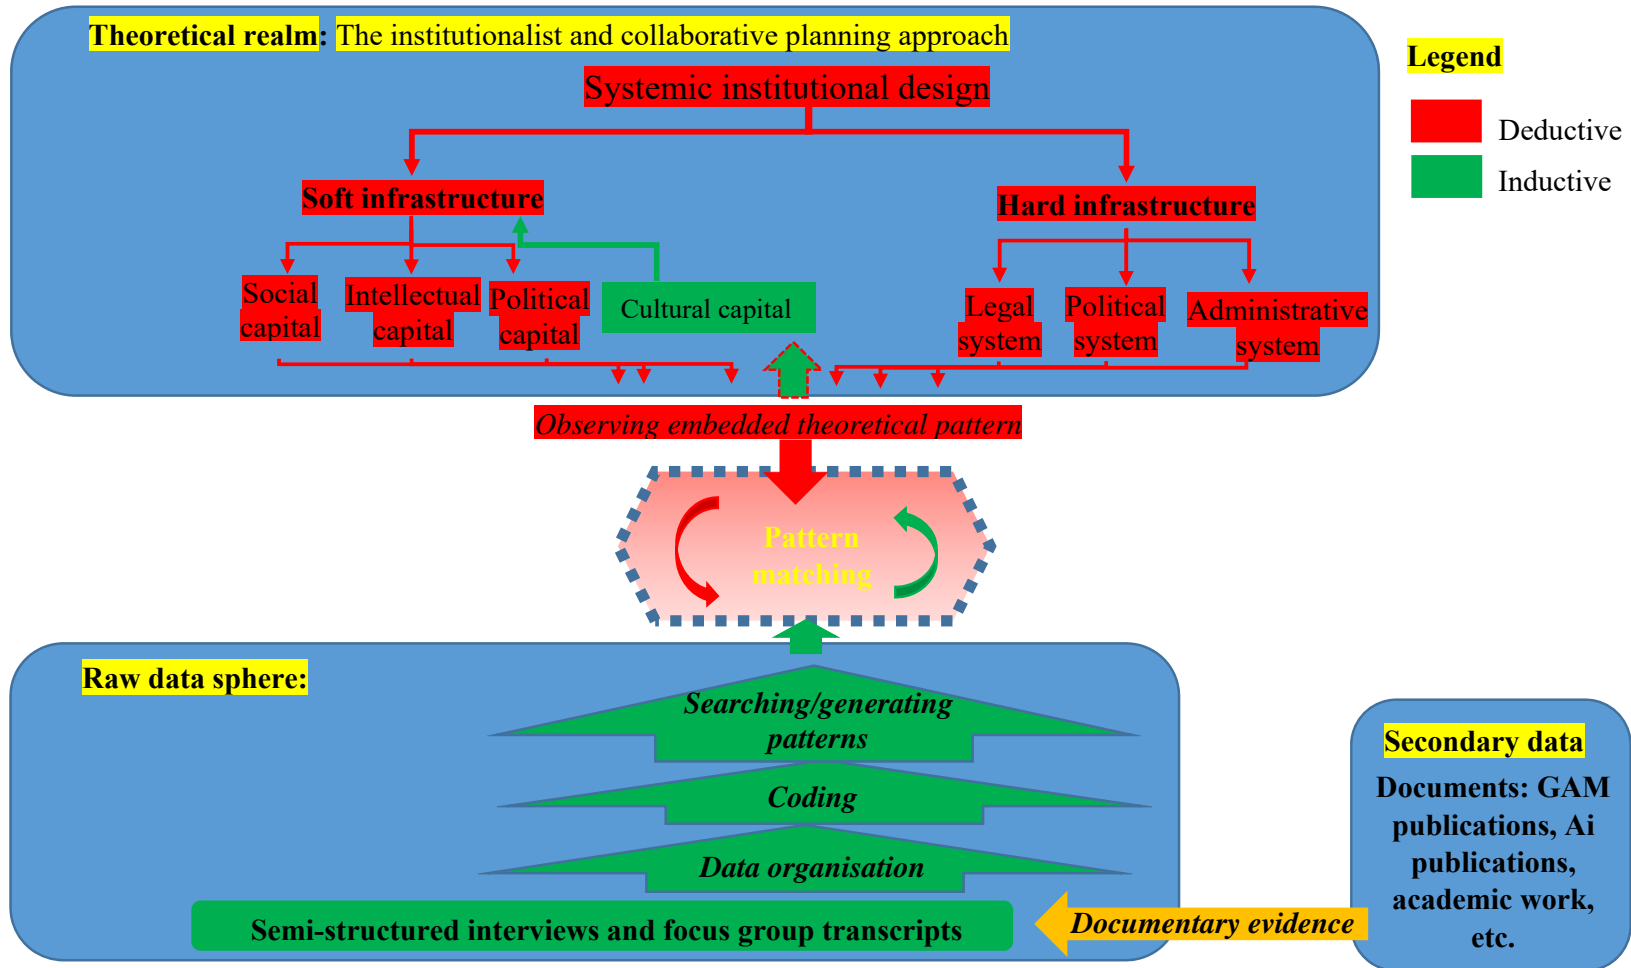 Theoretical realm: The institutionalist and collaborative planning approach
Systemic institutional design
Legend
Deductive
Inductive
Soft infrastructure
Hard infrastructure
Social
capital
Intellectual
capital
Political
capital
Cultural capital
Legal
system
Political
system
Administrative
system
Observing embedded theoretical pattern
Pattern
matching
Raw data sphere:
Searching/generating
patterns
Coding
Data organisation
Semi-structured interviews and focus group transcripts
Documentary evidence
Secondary data
Documents: GAM
publications, Ai
publications,
academic work,
etc.